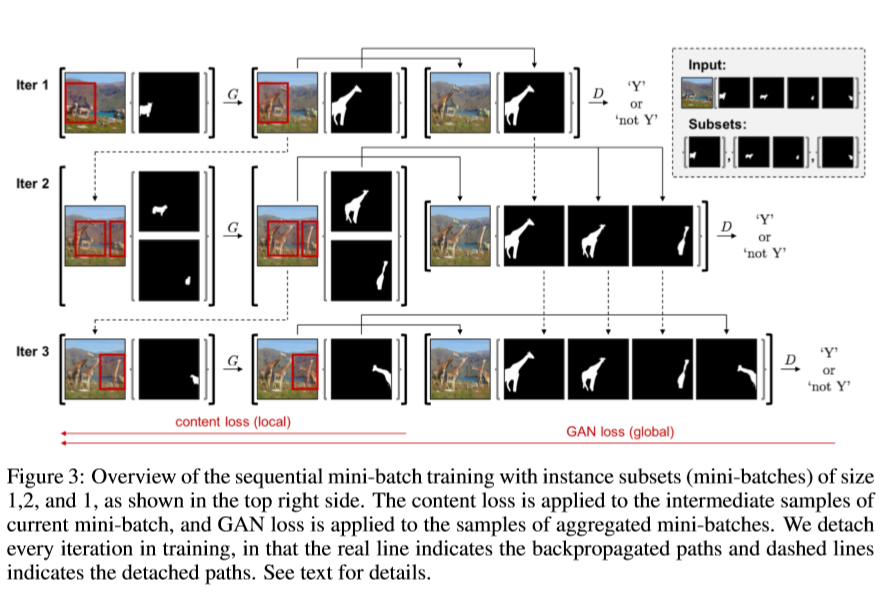 Iter 1
G
D
'Y'
or
'not Y'
Input:
Subsets:
Iter 2
G
D
'Y'
or
'not Y'
Iter 3
G
D
'Y'
or
'not Y'
content loss (local)
GAN loss (global)
Figure 3: Overview of the sequential mini-batch training with instance subsets (mini-batches) of size
1,2, and 1, as shown in the top right side. The content loss is applied to the intermediate samples of
current mini-batch, and GAN loss is applied to the samples of aggregated mini-batches. We detach
every iteration in training, in that the real line indicates the backpropagated paths and dashed lines
indicates the detached paths. See text for details.